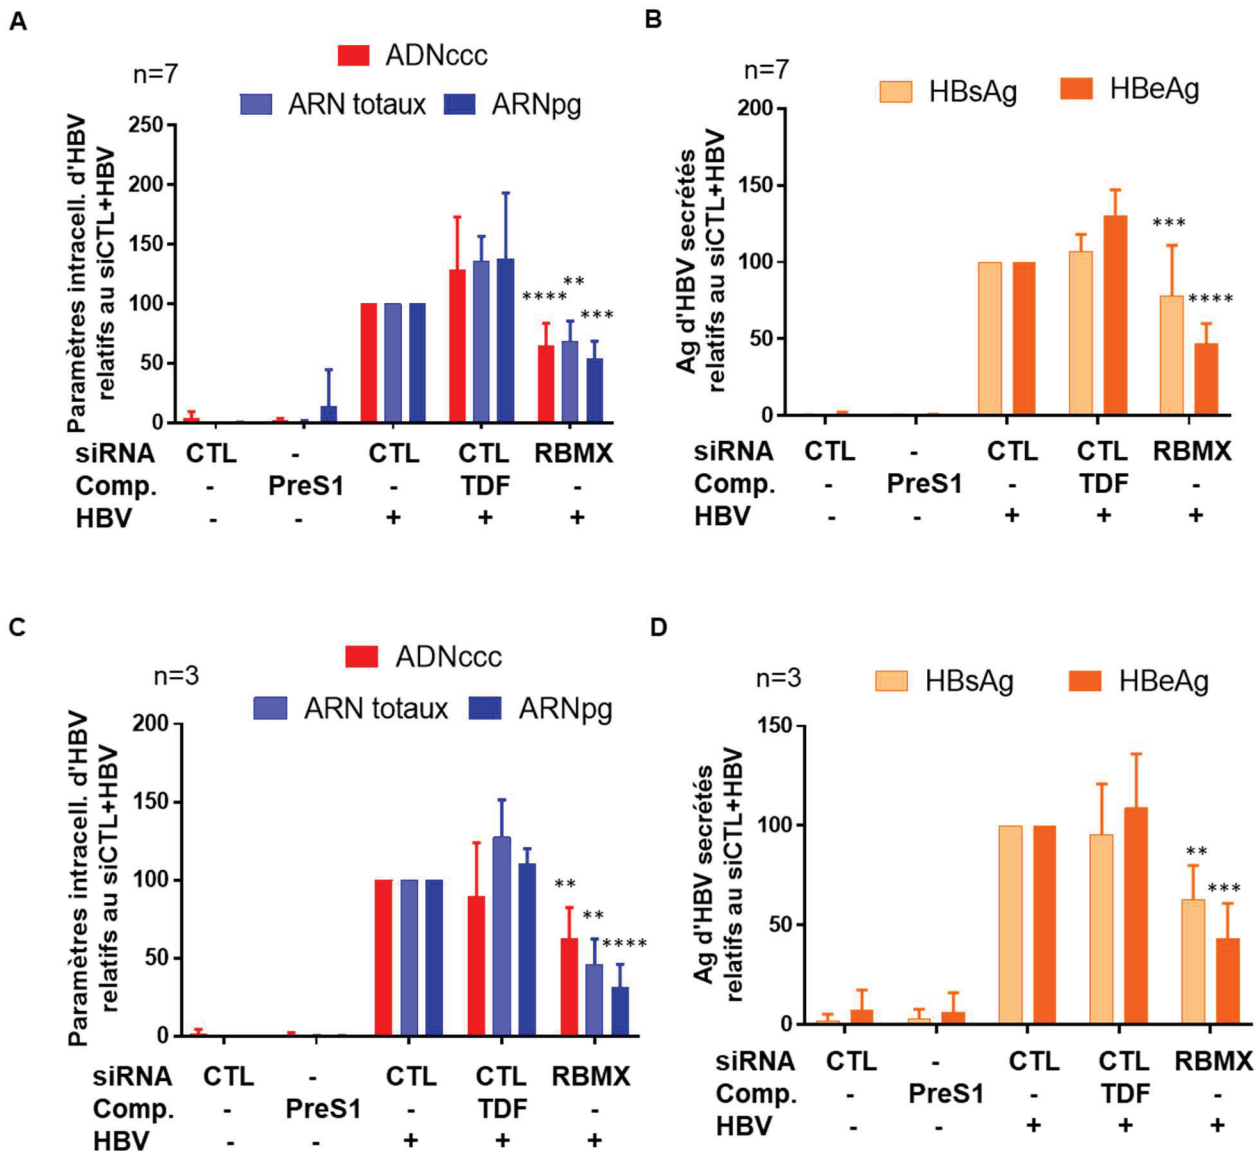 A
n=7
ADNccc
ARN totaux
ARNpg
Paramètres intracell. d'HBV
relatifs au siCTL+HBV
250
200
150
100
50
0
****
**
***
siRNA CTL - CTL CTL RBMX
Comp. - PreS1 - TDF -
HBV - - + + +
B
n=7
HBsAg
HBeAg
Ag d'HBV secrétés
relatifs au siCTL+HBV
200
150
100
50
0
***
****
siRNA CTL - CTL CTL RBMX
Comp. - PreS1 - TDF -
HBV - - + + +
C
n=3
ADNccc
ARN totaux
ARNpg
Paramètres intracell. d'HBV
relatifs au siCTL+HBV
200
150
100
50
0
**
**
****
siRNA CTL - CTL CTL RBMX
Comp. - PreS1 - TDF -
HBV - - + + +
D
n=3
HBsAg
HBeAg
Ag d'HBV secrétés
relatifs au siCTL+HBV
150
100
50
0
**
***
siRNA CTL - CTL CTL RBMX
Comp. - PreS1 - TDF -
HBV - - + + +